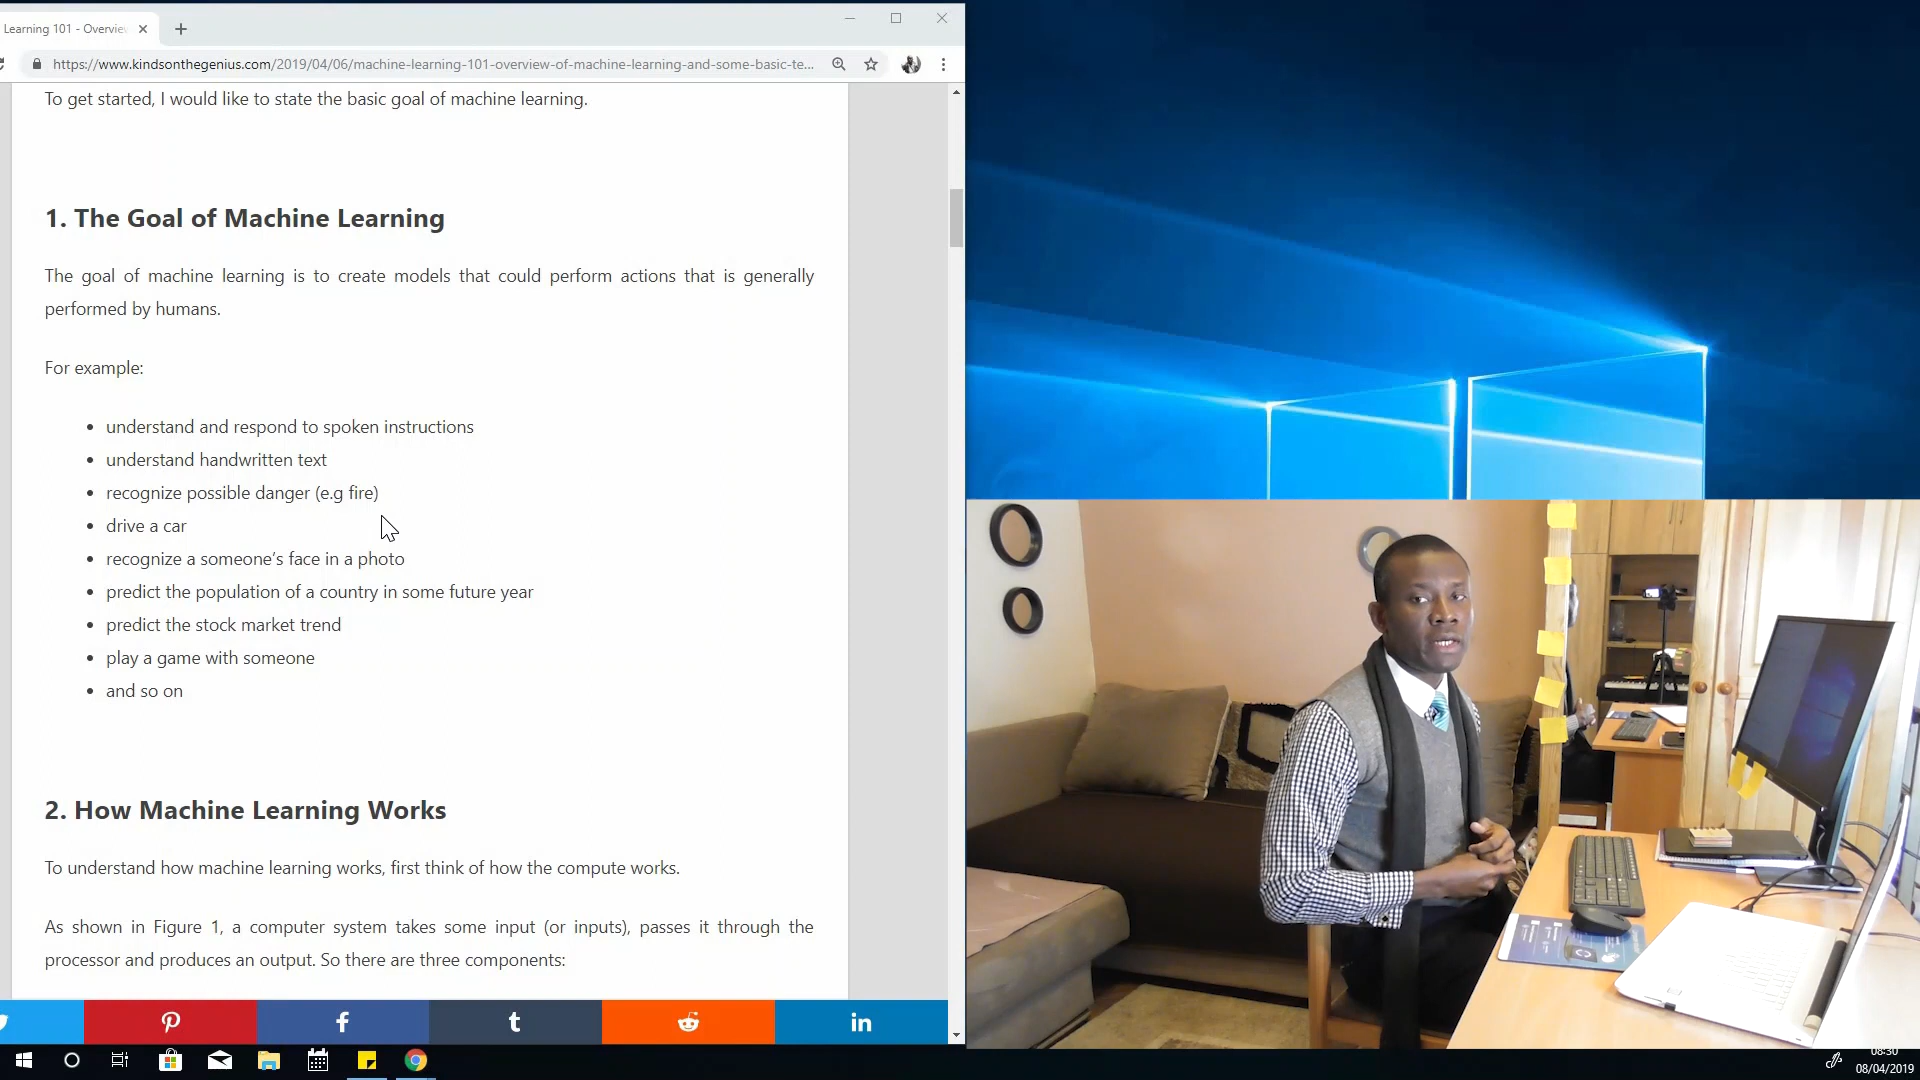 Learning 101 - Overvie
https://www.kindsonthegenius.com/2019/04/06/machine-learning-101-overview-of-machine-learning-and-some-basic-te...
To get started, I would like to state the basic goal of machine learning.
1. The Goal of Machine Learning
The goal of machine learning is to create models that could perform actions that is generally
performed by humans.
For example:
• understand and respond to spoken instructions
• understand handwritten text
• recognize possible danger (e.g fire)
• drive a car
• recognize a someone's face in a photo
• predict the population of a country in some future year
• predict the stock market trend
• play a game with someone
• and so on
2. How Machine Learning Works
To understand how machine learning works, first think of how the compute works.
As shown in Figure 1, a computer system takes some input (or inputs), passes it through the
processor and produces an output. So there are three components:
08:30
08/04/2019